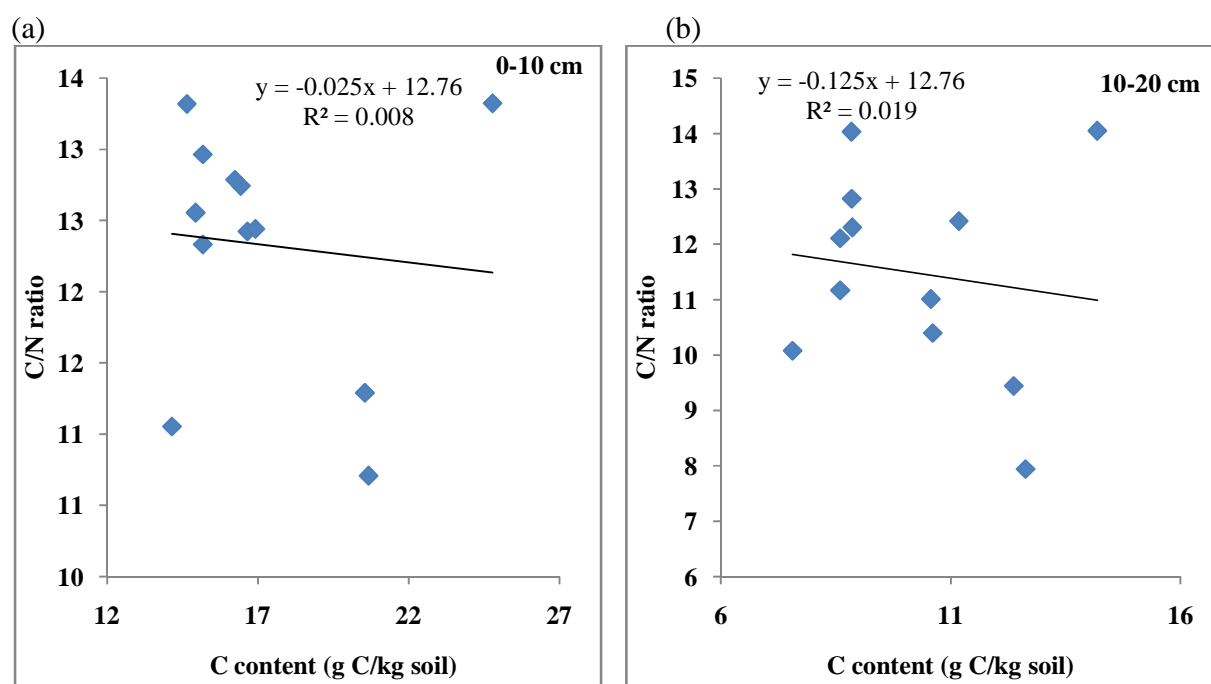 (a)
(b)
0-10 cm
y = -0.025x + 12.76
R² = 0.008
C/N ratio
14
13
13
12
12
11
11
10
12 17 22 27
C content (g C/kg soil)
10-20 cm
y = -0.125x + 12.76
R² = 0.019
C/N ratio
15
14
13
12
11
10
9
8
7
6
6 11 16
C content (g C/kg soil)